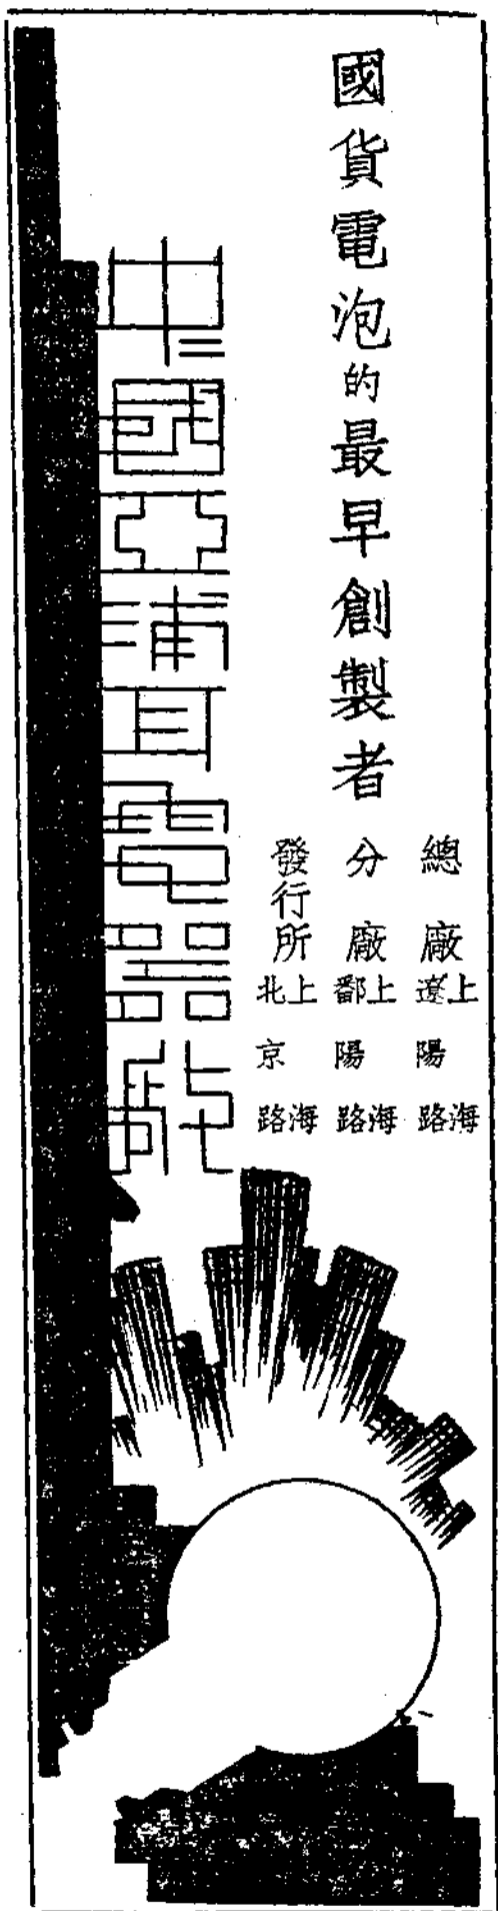 國貨電泡的最早創製者
總廠 上海遼陽路
分廠 上海鄱陽路
發行所 上海北京路
中國亞浦耳電器廠